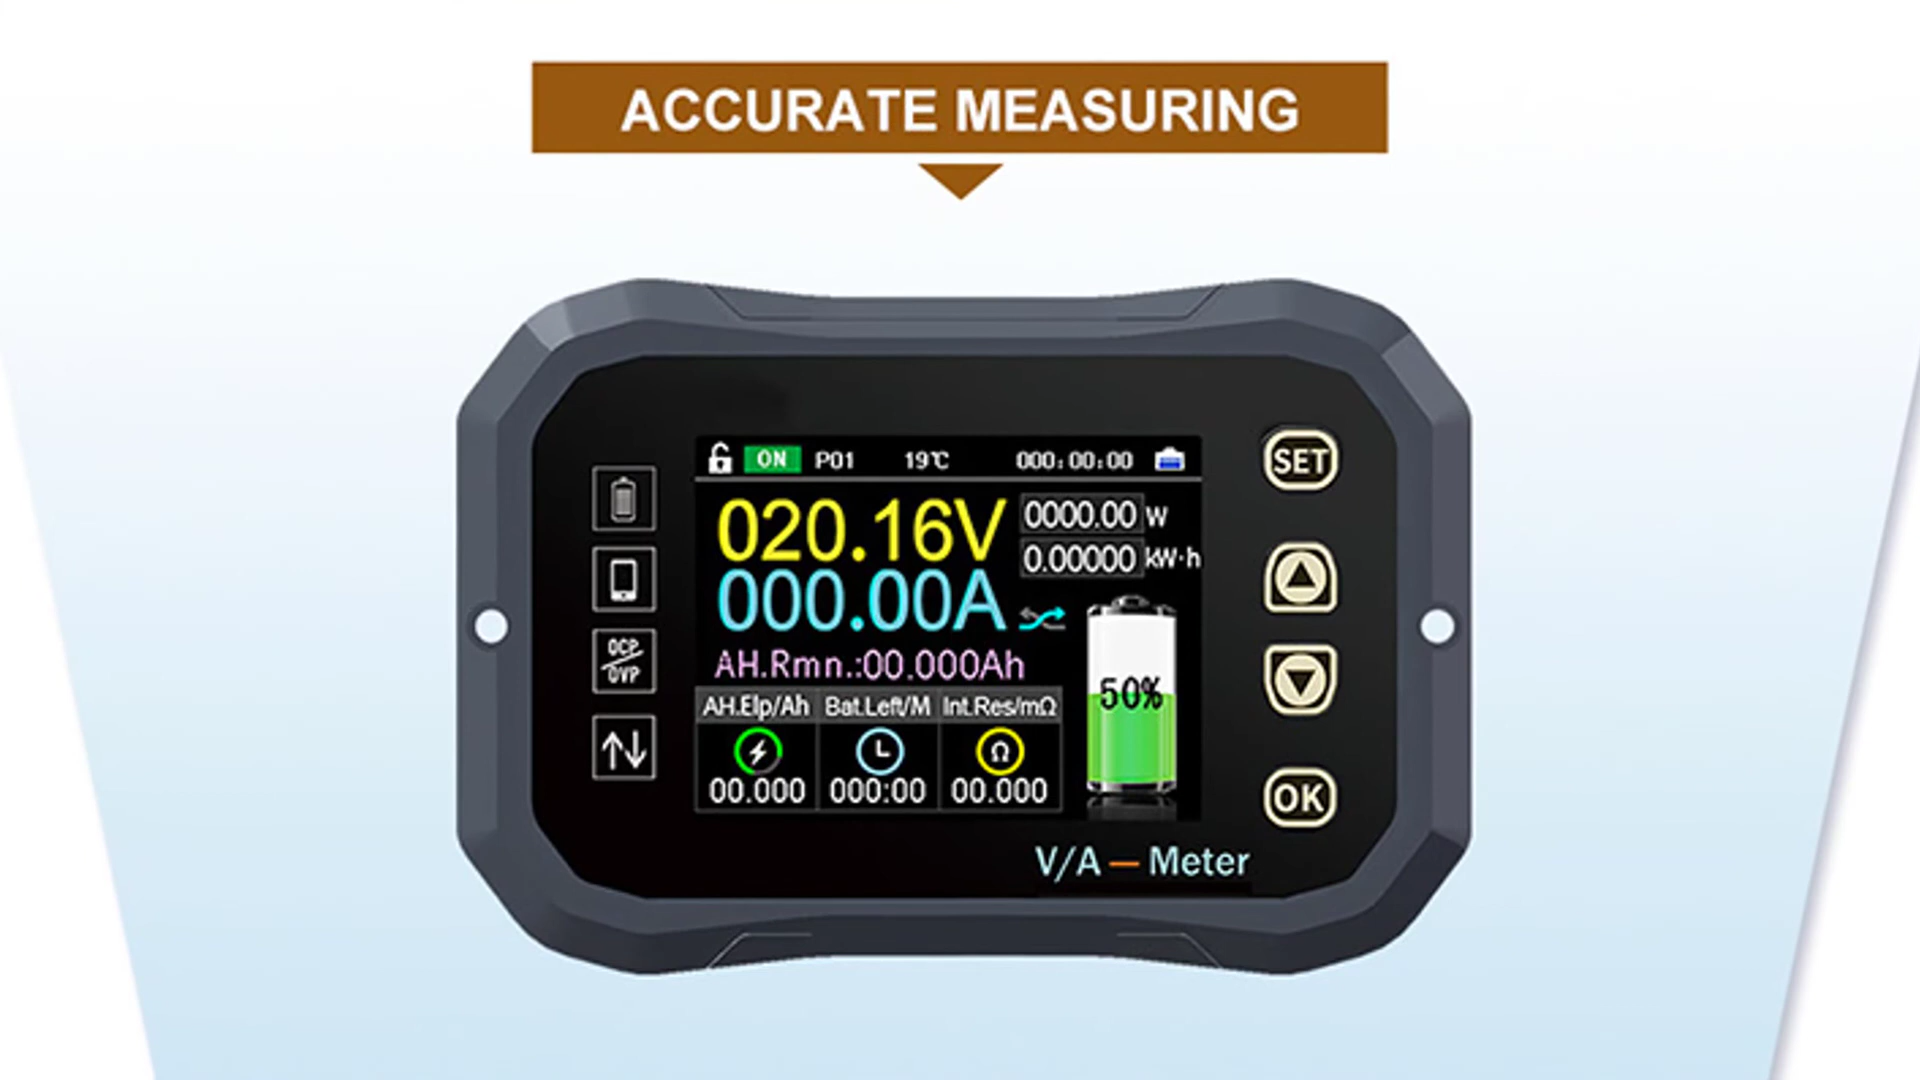 ACCURATE MEASURING
ON P01 19℃ 000:00:00
020.16V
0000.00 W
0.00000 kW·h
000.00A
AH.Rmn.:00.000Ah
50%
AH.Elp/Ah Bat.Left/M Int.Res/mΩ
Ω
00.000 000:00 00.000
OCP
OVP
SET
OK
V/A — Meter